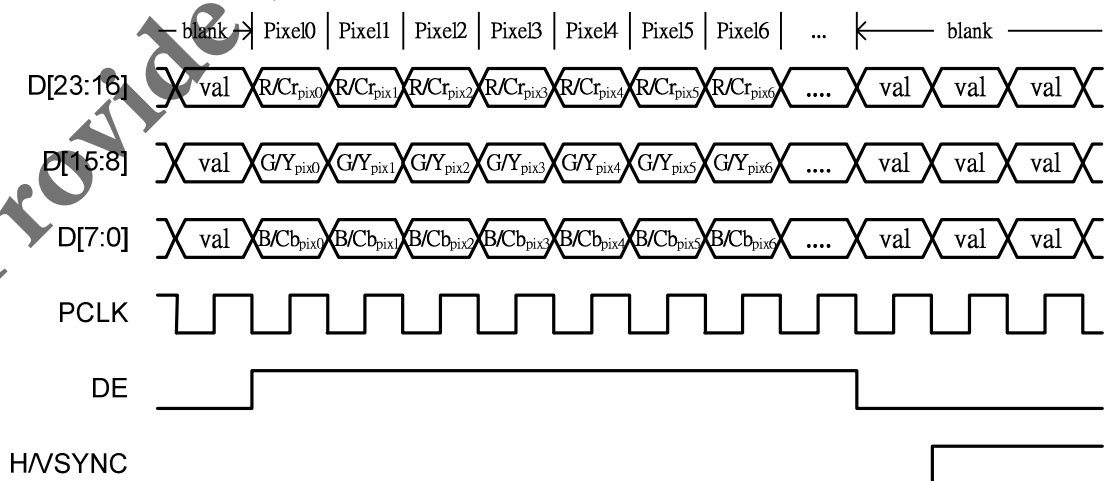 blank Pixel0 Pixel1 Pixel2 Pixel3 Pixel4 Pixel5 Pixel6 ... blank
D[23:16] val R/Crpix0 R/Crpix1 R/Crpix2 R/Crpix3 R/Crpix4 R/Crpix5 R/Crpix6 .... val val val
D[15:8] val G/Ypix0 G/Ypix1 G/Ypix2 G/Ypix3 G/Ypix4 G/Ypix5 G/Ypix6 .... val val val
D[7:0] val B/Cbpix0 B/Cbpix1 B/Cbpix2 B/Cbpix3 B/Cbpix4 B/Cbpix5 B/Cbpix6 .... val val val
PCLK
DE
H/VSYNC
rovide